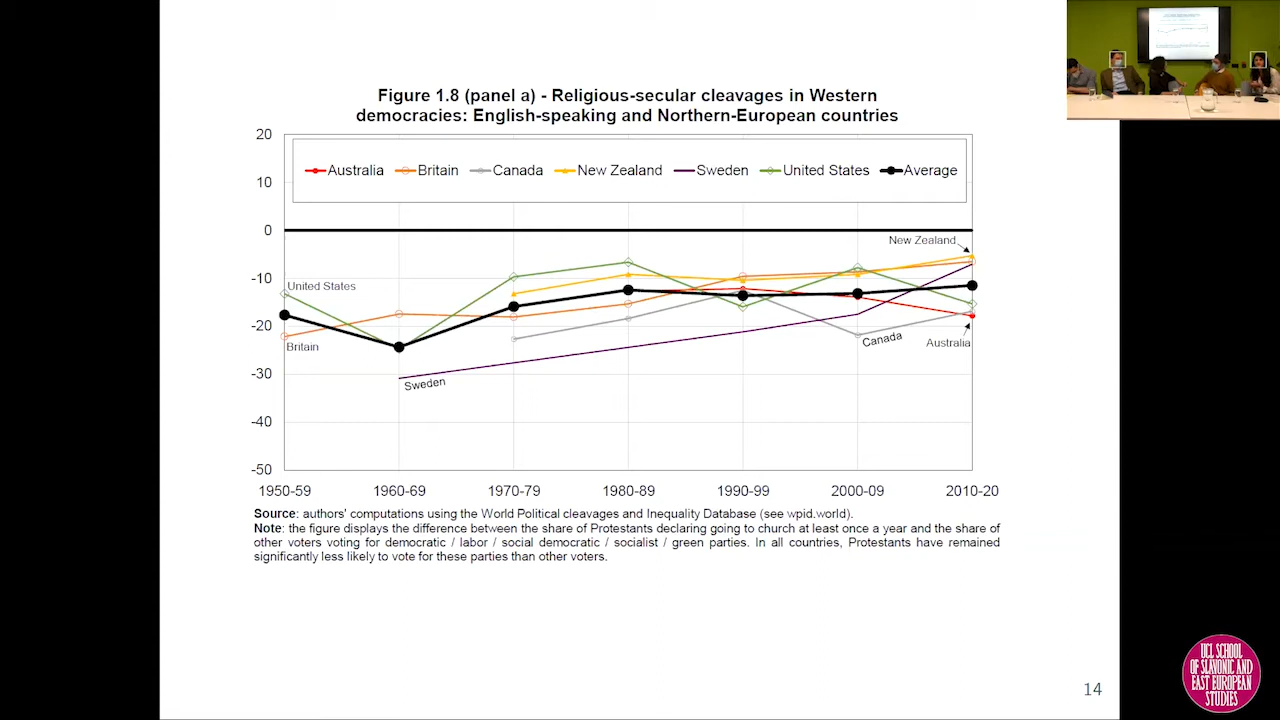 Figure 1.8 (panel a) - Religious-secular cleavages in Western
democracies: English-speaking and Northern-European countries
20
10
0
-10
-20
-30
-40
-50
Australia Britain Canada New Zealand Sweden United States Average
New Zealand
United States
Britain
Canada
Australia
Sweden
1950-59 1960-69 1970-79 1980-89 1990-99 2000-09 2010-20
Source: authors' computations using the World Political cleavages and Inequality Database (see wpid.world).
Note: the figure displays the difference between the share of Protestants declaring going to church at least once a year and the share of
other voters voting for democratic / labor / social democratic / socialist / green parties. In all countries, Protestants have remained
significantly less likely to vote for these parties than other voters.
14
UCL SCHOOL
OF SLAVONIC AND
EAST EUROPEAN
STUDIES